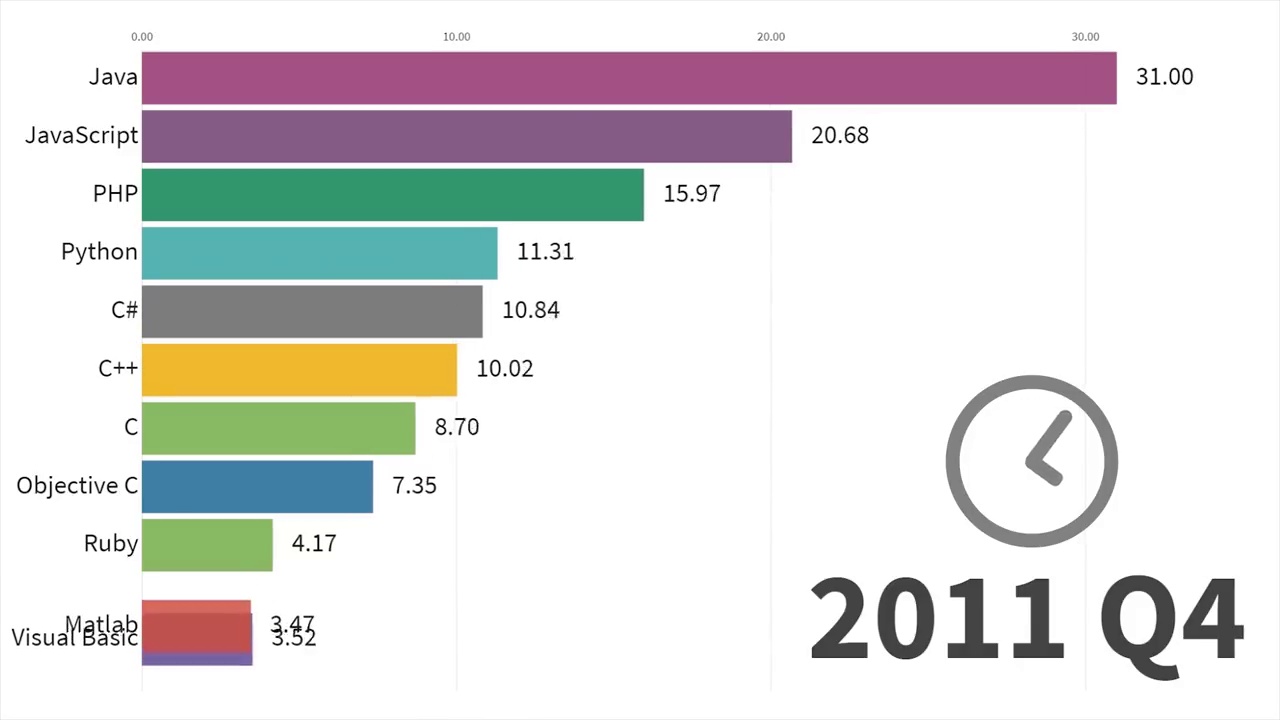 0.00 10.00 20.00 30.00
Java 31.00
JavaScript 20.68
PHP 15.97
Python 11.31
C# 10.84
C++ 10.02
C 8.70
Objective C 7.35
Ruby 4.17
Matlab 3.47
Visual Basic 3.52
2011 Q4